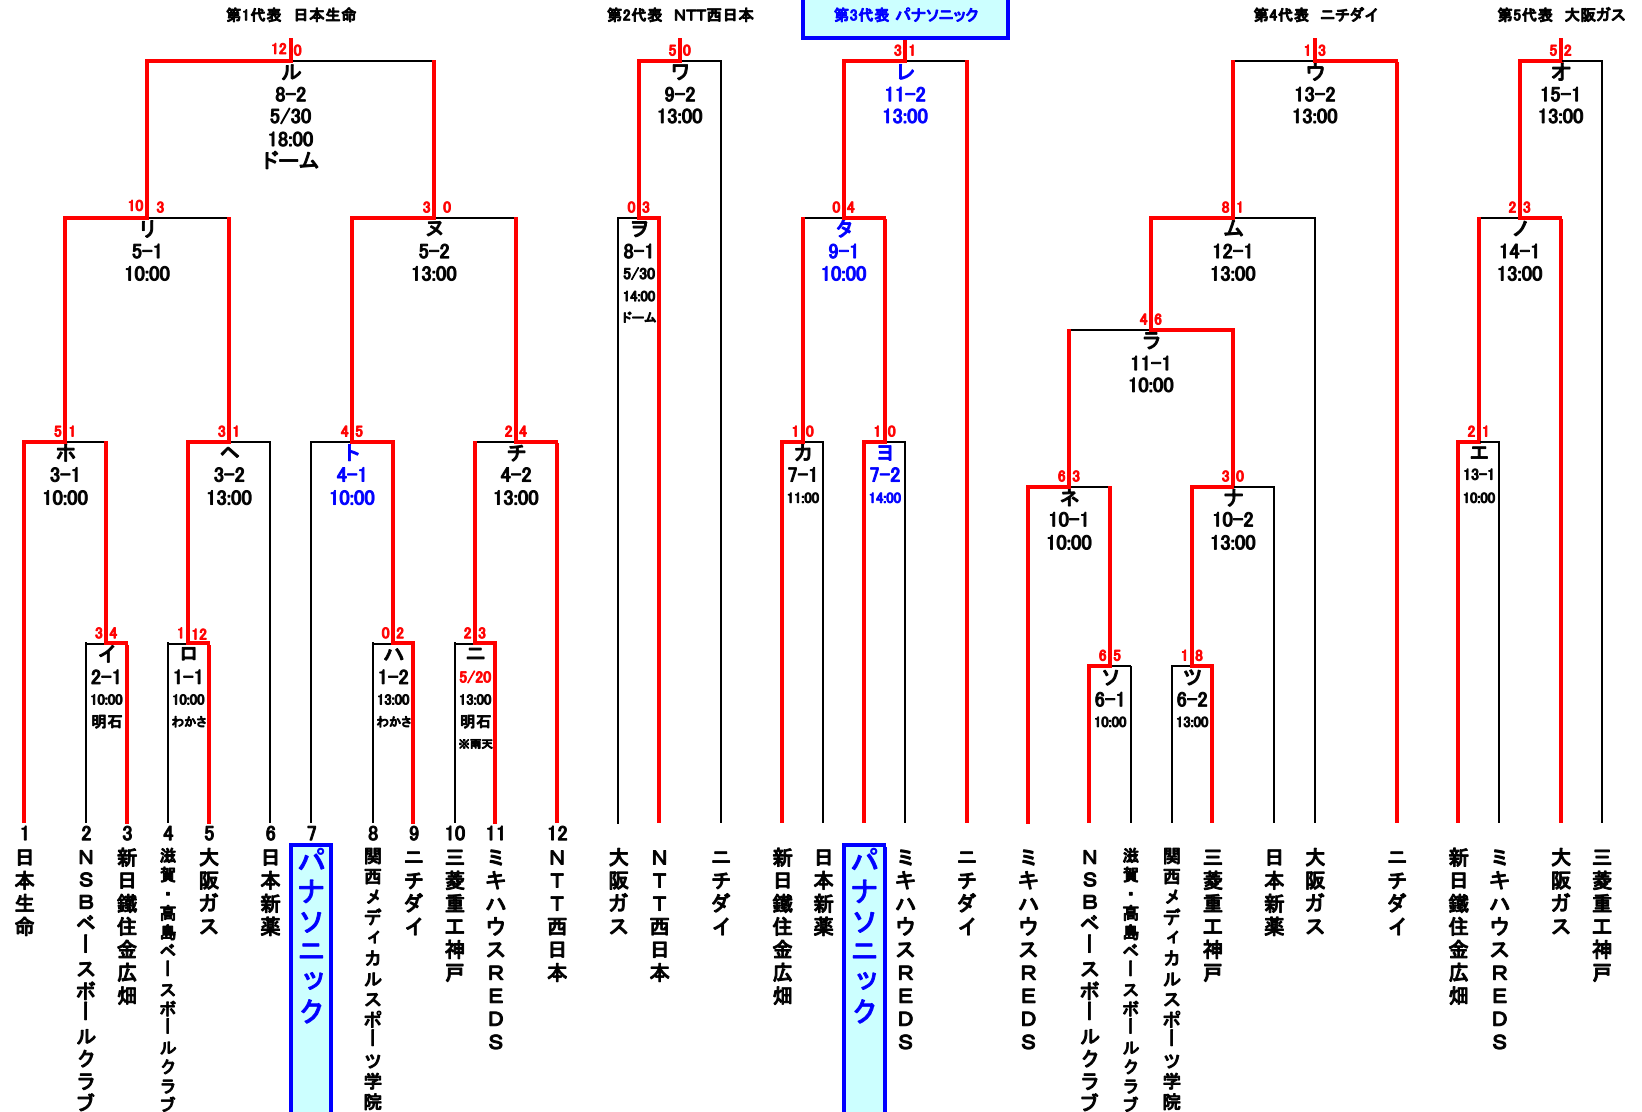 第1代表 日本生命
第2代表 NTT西日本
第3代表 パナソニック
第4代表 ニチダイ
第5代表 大阪ガス
12 0
ル
8-2
5/30
18:00
ドーム
5 0
ワ
9-2
13:00
3 1
レ
11-2
13:00
1 3
ウ
13-2
13:00
5 2
オ
15-1
13:00
10 3
リ
5-1
10:00
3 0
ヌ
5-2
13:00
0 3
ヲ
8-1
5/30
14:00
ドーム
0 4
タ
9-1
10:00
8 1
ム
12-1
13:00
2 3
ノ
14-1
13:00
4 6
ラ
11-1
10:00
5 1
ホ
3-1
10:00
3 1
ヘ
3-2
13:00
4 5
ト
4-1
10:00
2 4
チ
4-2
13:00
1 0
カ
7-1
11:00
1 0
ヨ
7-2
14:00
6 3
ネ
10-1
10:00
3 0
ナ
10-2
13:00
2 1
エ
13-1
10:00
3 4
イ
2-1
10:00
明石
1 12
ロ
1-1
10:00
わかさ
0 2
ハ
1-2
13:00
わかさ
2 3
ニ
5/20
13:00
明石
※雨天
6 5
ソ
6-1
10:00
1 8
ツ
6-2
13:00
1
日本生命
2
NSBベースボールクラブ
3
新日鐵住金広畑
4
滋賀・高島ベースボールクラブ
5
大阪ガス
6
日本新薬
7
パナソニック
8
関西メディカルスポーツ学院
9
ニチダイ
10
三菱重工神戸
11
ミキハウスREDS
12
NTT西日本
大阪ガス
NTT西日本
ニチダイ
新日鐵住金広畑
日本新薬
パナソニック
ミキハウスREDS
ニチダイ
ミキハウスREDS
NSBベースボールクラブ
滋賀・高島ベースボールクラブ
関西メディカルスポーツ学院
三菱重工神戸
日本新薬
大阪ガス
ニチダイ
新日鐵住金広畑
ミキハウスREDS
大阪ガス
三菱重工神戸